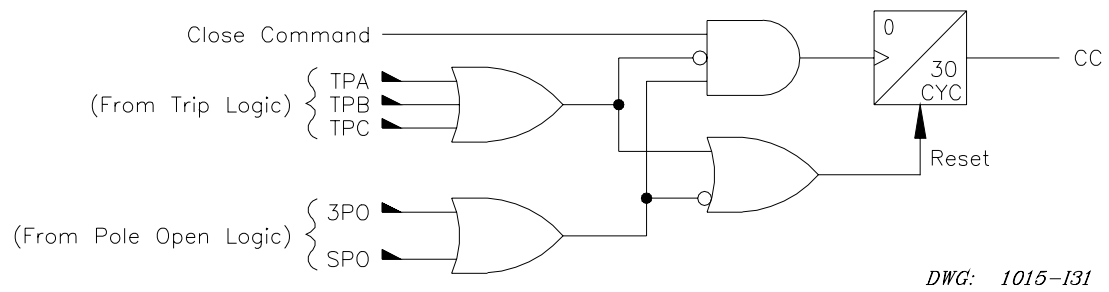 Close Command
TPA
(From Trip Logic)
TPB
TPC
0
30
CYC
CC
Reset
3PO
(From Pole Open Logic)
SPO
DWG: 1015-I31